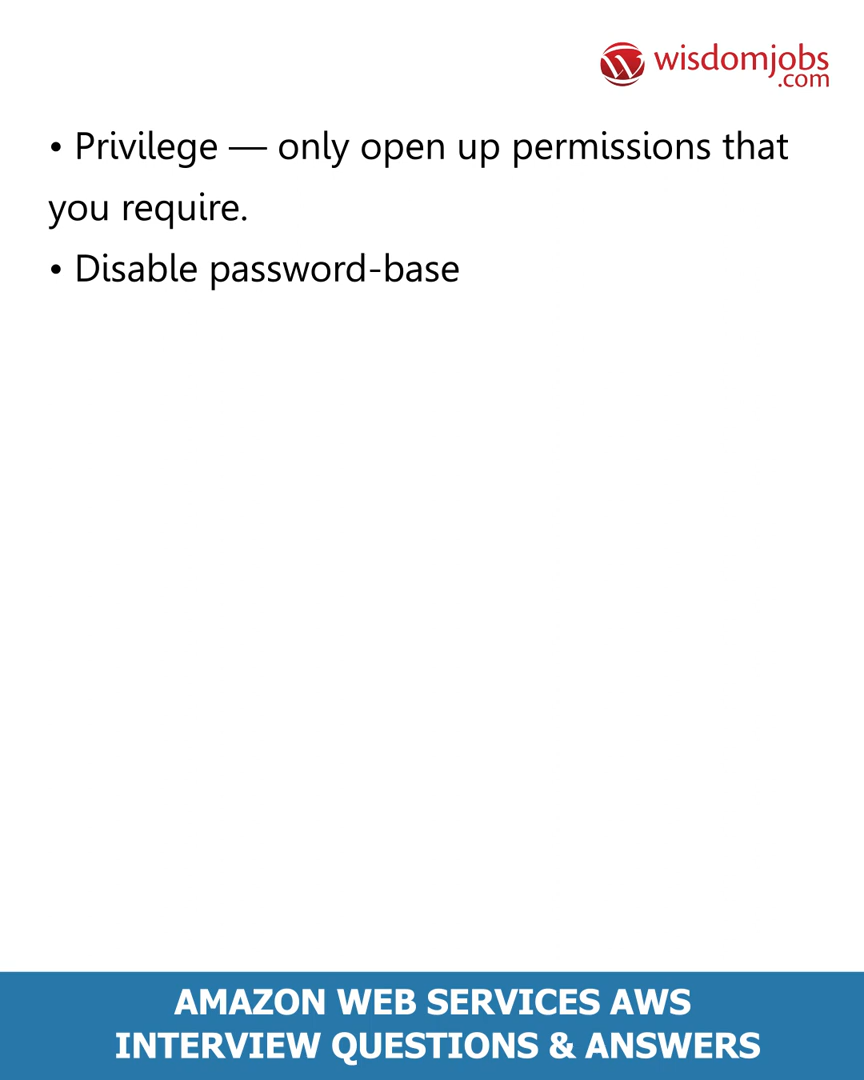 wisdomjobs
.com
• Privilege — only open up permissions that
you require.
• Disable password-base
AMAZON WEB SERVICES AWS
INTERVIEW QUESTIONS & ANSWERS